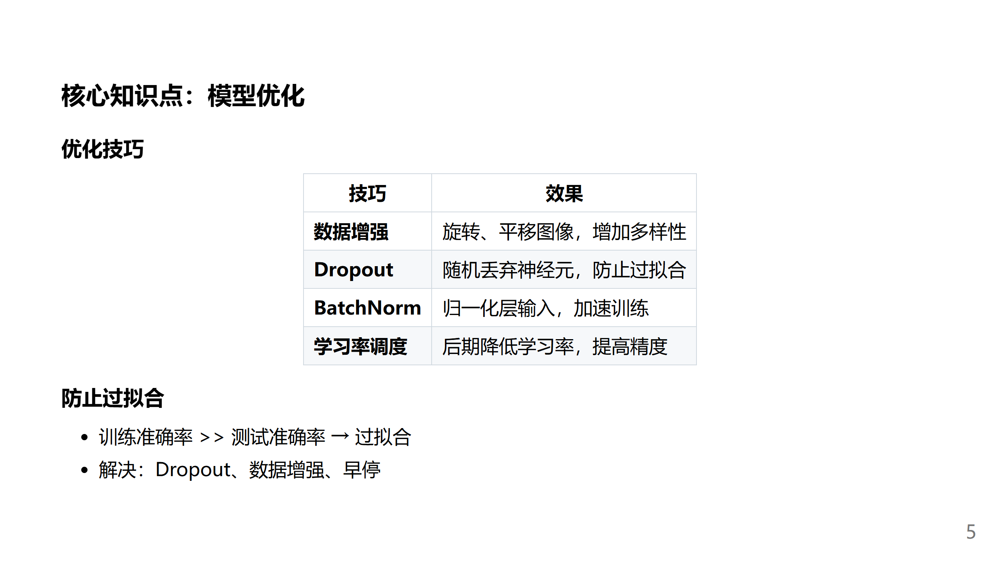 核心知识点：模型优化
优化技巧
技巧 效果
数据增强 旋转、平移图像，增加多样性
Dropout 随机丢弃神经元，防止过拟合
BatchNorm 归一化层输入，加速训练
学习率调度 后期降低学习率，提高精度
防止过拟合
• 训练准确率 >> 测试准确率 → 过拟合
• 解决：Dropout、数据增强、早停
5